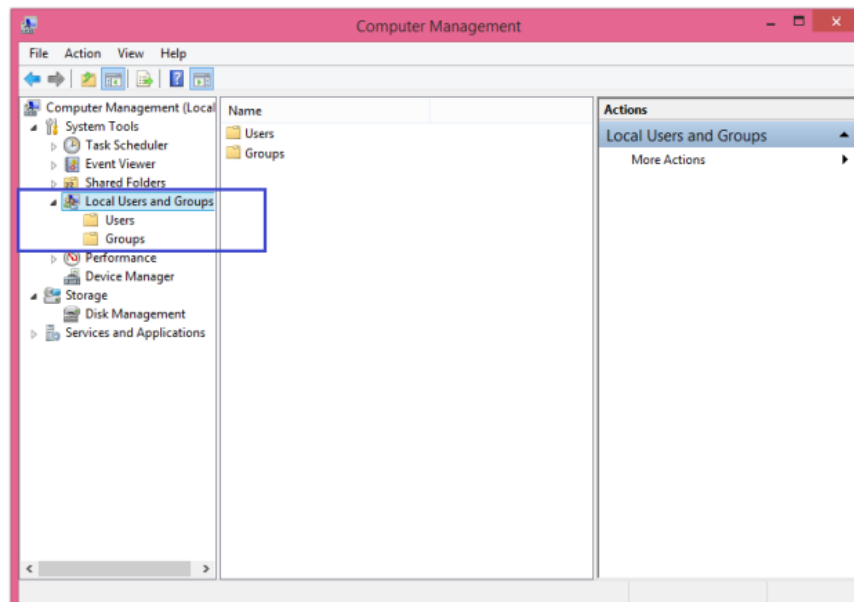 Computer Management
File Action View Help
Computer Management (Local
System Tools
Task Scheduler
Event Viewer
Shared Folders
Local Users and Groups
Users
Groups
Performance
Device Manager
Storage
Disk Management
Services and Applications
Name
Users
Groups
Actions
Local Users and Groups
More Actions